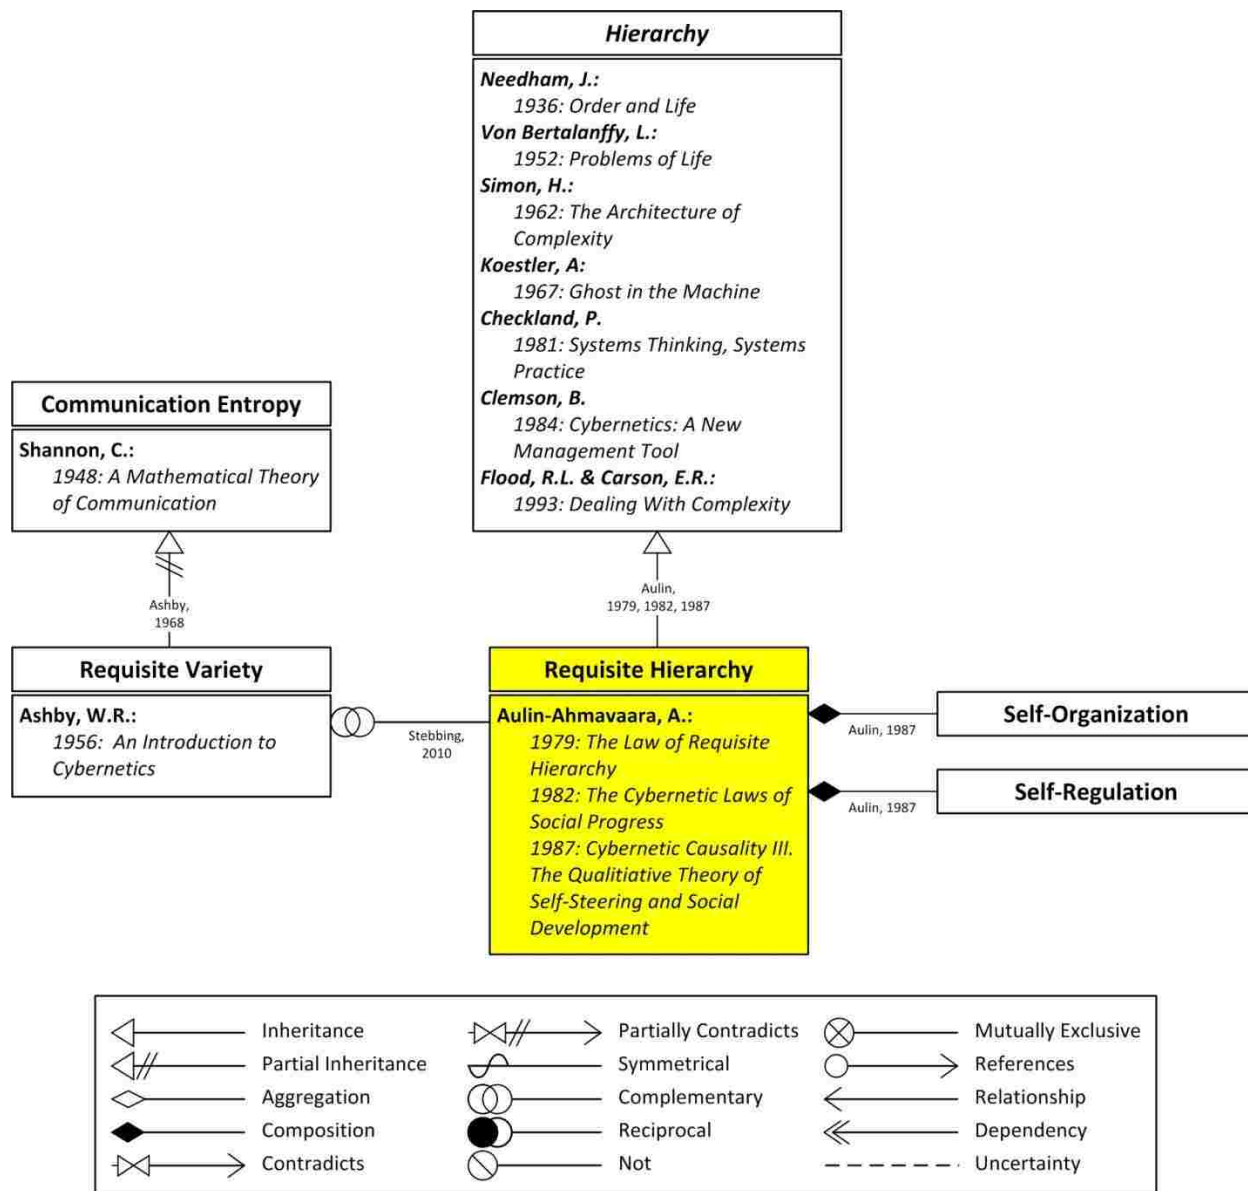 Hierarchy
Needham, J.:
1936: Order and Life
Von Bertalanffy, L.:
1952: Problems of Life
Simon, H.:
1962: The Architecture of
Complexity
Koestler, A:
1967: Ghost in the Machine
Checkland, P.
1981: Systems Thinking, Systems
Practice
Clemson, B.
1984: Cybernetics: A New
Management Tool
Flood, R.L. & Carson, E.R.:
1993: Dealing With Complexity
Communication Entropy
Shannon, C.:
1948: A Mathematical Theory
of Communication
Ashby,
1968
Aulin,
1979, 1982, 1987
Requisite Variety
Ashby, W.R.:
1956: An Introduction to
Cybernetics
Stebbing,
2010
Requisite Hierarchy
Aulin-Ahmavaara, A.:
1979: The Law of Requisite
Hierarchy
1982: The Cybernetic Laws of
Social Progress
1987: Cybernetic Causality III.
The Qualitiative Theory of
Self-Steering and Social
Development
Aulin, 1987
Self-Organization
Aulin, 1987
Self-Regulation
Inheritance
Partial Inheritance
Aggregation
Composition
Contradicts
Partially Contradicts
Symmetrical
Complementary
Reciprocal
Not
Mutually Exclusive
References
Relationship
Dependency
Uncertainty